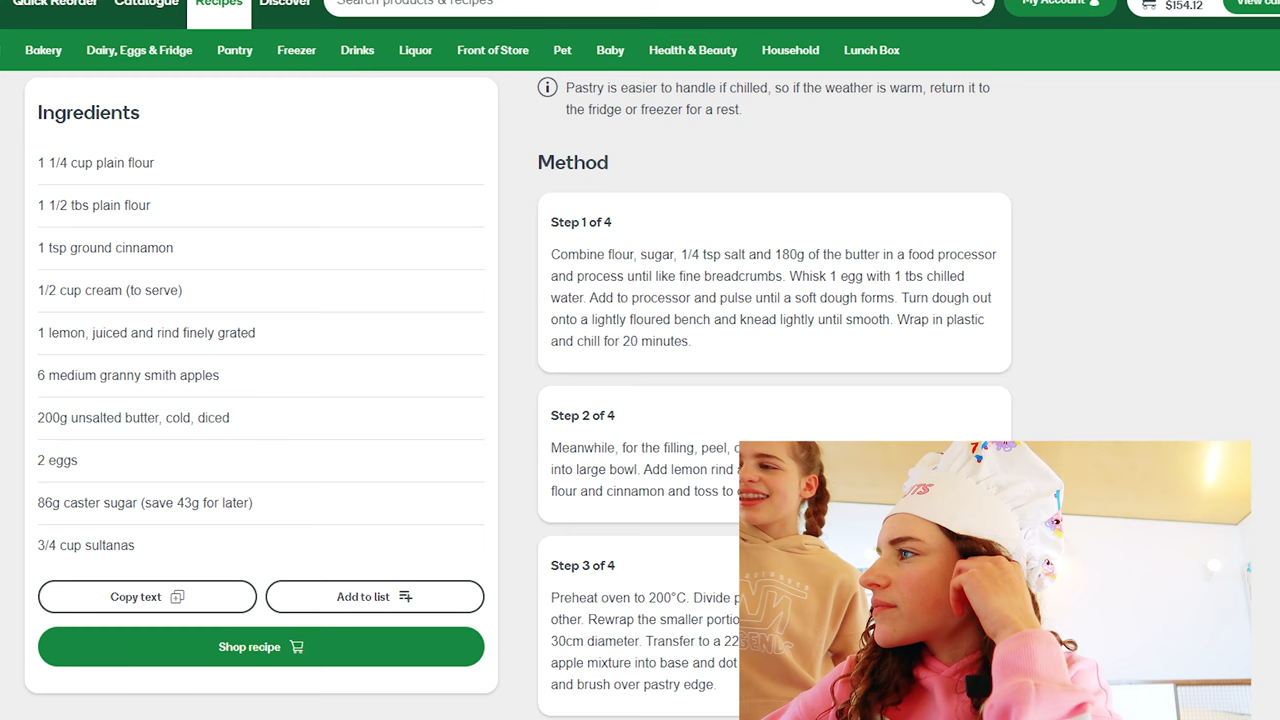 Quick Reorder Catalogue Recipes Discover Search products & recipes My Account $154.12
Bakery Dairy, Eggs & Fridge Pantry Freezer Drinks Liquor Front of Store Pet Baby Health & Beauty Household Lunch Box
Ingredients
1 1/4 cup plain flour
1 1/2 tbs plain flour
1 tsp ground cinnamon
1/2 cup cream (to serve)
1 lemon, juiced and rind finely grated
6 medium granny smith apples
200g unsalted butter, cold, diced
2 eggs
86g caster sugar (save 43g for later)
3/4 cup sultanas
Copy text Add to list
Shop recipe
Pastry is easier to handle if chilled, so if the weather is warm, return it to
the fridge or freezer for a rest.
Method
Step 1 of 4
Combine flour, sugar, 1/4 tsp salt and 180g of the butter in a food processor
and process until like fine breadcrumbs. Whisk 1 egg with 1 tbs chilled
water. Add to processor and pulse until a soft dough forms. Turn dough out
onto a lightly floured bench and knead lightly until smooth. Wrap in plastic
and chill for 20 minutes.
Step 2 of 4
Meanwhile, for the filling, peel,
into large bowl. Add lemon rind
flour and cinnamon and toss to
Step 3 of 4
Preheat oven to 200°C. Divide
other. Rewrap the smaller
30cm diameter. Transfer to a
apple mixture into base and dot
and brush over pastry edge.